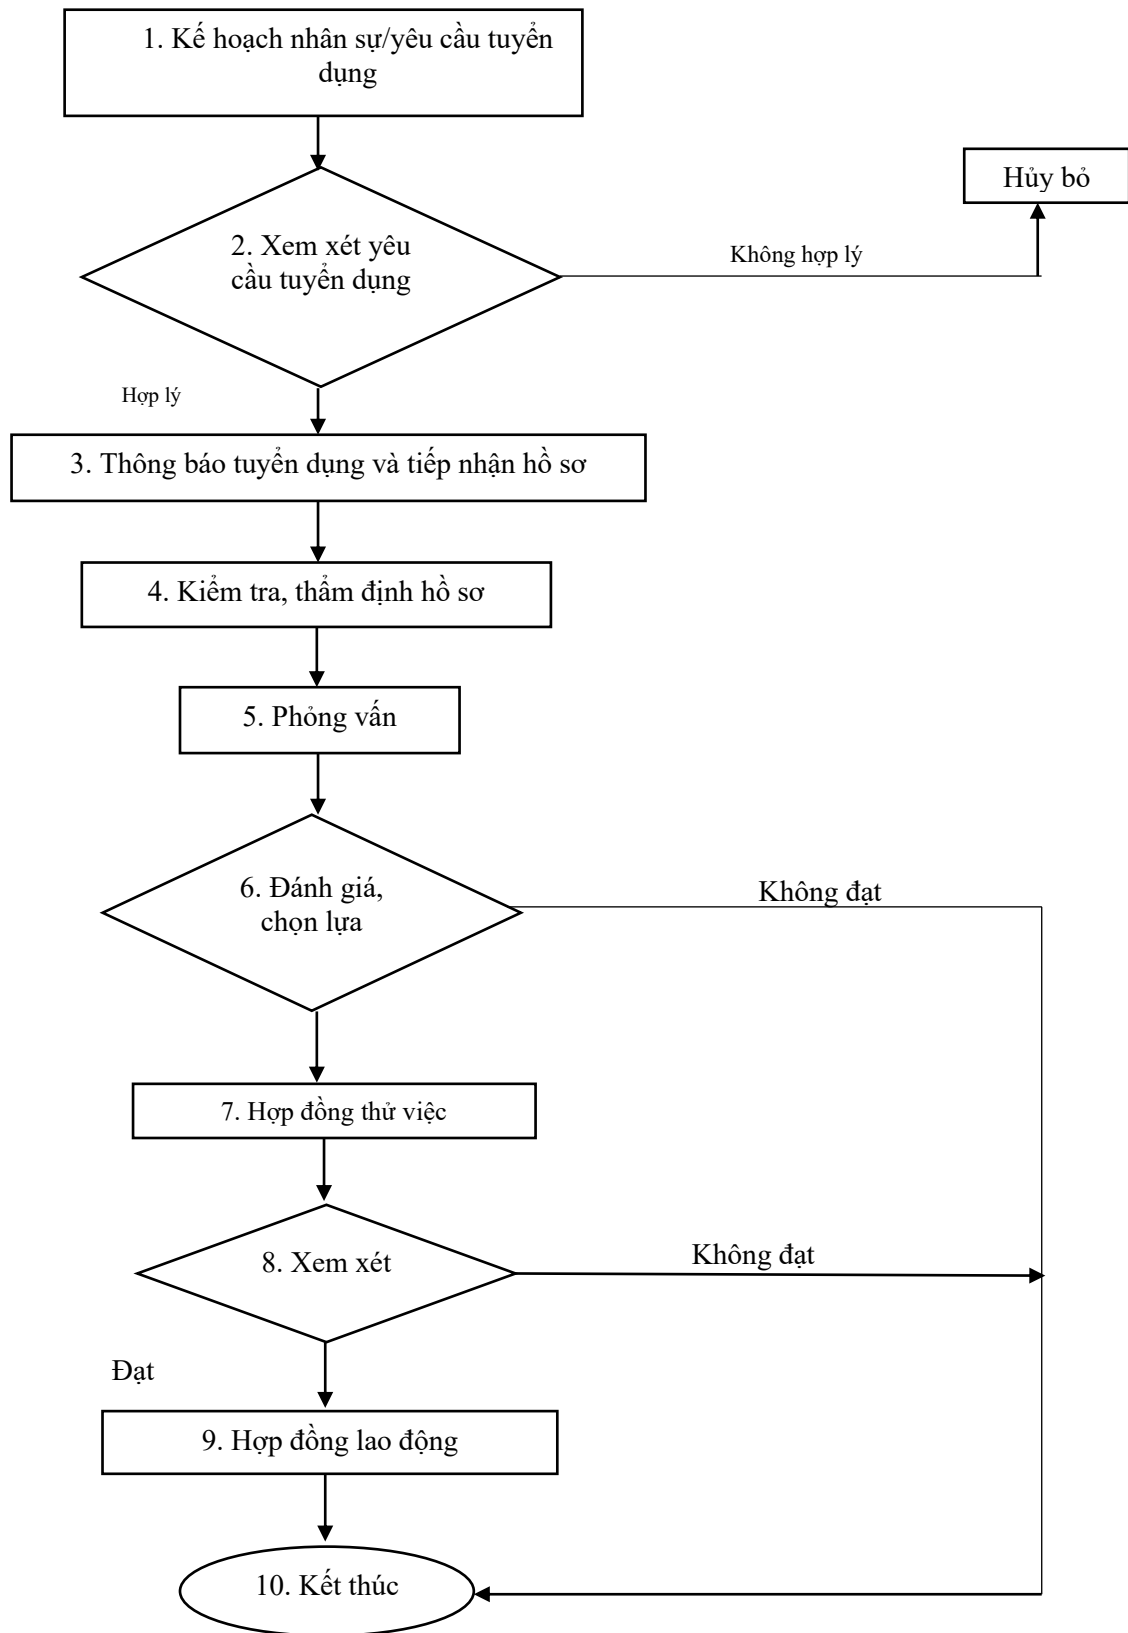 1. Kế hoạch nhân sự/yêu cầu tuyển
dụng
Hủy bỏ
2. Xem xét yêu
cầu tuyển dụng
Không hợp lý
Hợp lý
3. Thông báo tuyển dụng và tiếp nhận hồ sơ
4. Kiểm tra, thẩm định hồ sơ
5. Phỏng vấn
6. Đánh giá,
chọn lựa
Không đạt
7. Hợp đồng thử việc
8. Xem xét
Không đạt
Đạt
9. Hợp đồng lao động
10. Kết thúc